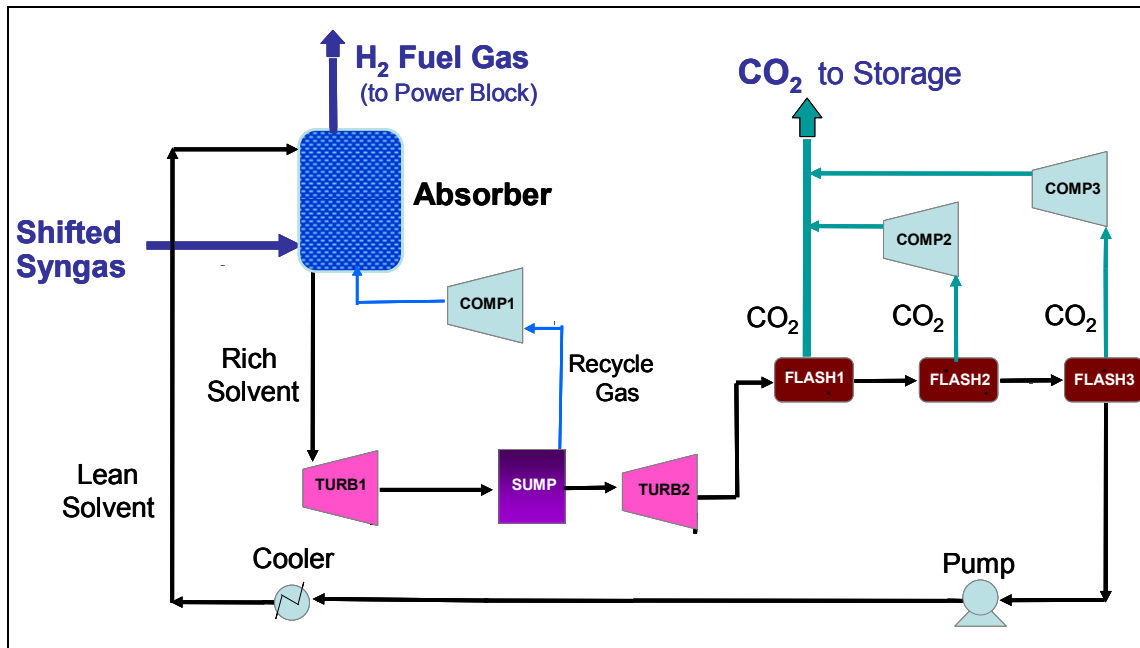 H₂ Fuel Gas
(to Power Block)
CO₂ to Storage
Absorber
Shifted
Syngas
COMP3
COMP2
COMP1
CO₂
CO₂
CO₂
Rich
Solvent
Recycle
Gas
FLASH1
FLASH2
FLASH3
Lean
Solvent
TURB1
SUMP
TURB2
Cooler
Pump